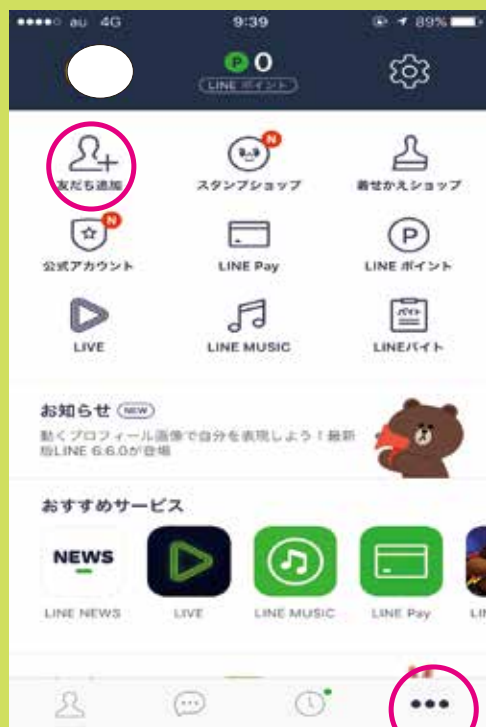 au 4G 9:39 89%
P 0
LINE ポイント
N
友だち追加 スタンプショップ 着せかえショップ
N P
公式アカウント LINE Pay LINE ポイント
バイト
LIVE LINE MUSIC LINEバイト
お知らせ NEW
動くプロフィール画像で自分を表現しよう！最新
版LINE 6.6.0が登場
おすすめサービス
NEWS
LINE NEWS LIVE LINE MUSIC LINE Pay LIN